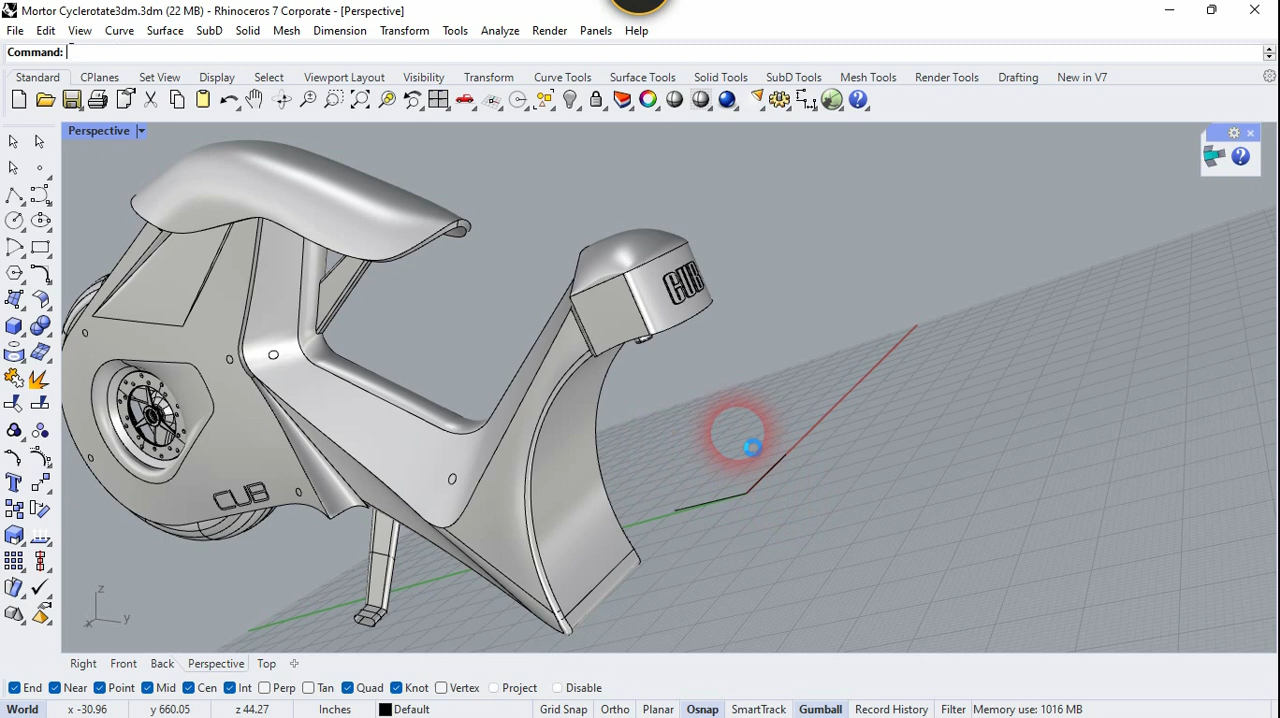 Mortor Cyclerotate3dm.3dm (22 MB) - Rhinoceros 7 Corporate - [Perspective]
File Edit View Curve Surface SubD Solid Mesh Dimension Transform Tools Analyze Render Panels Help
Command:
Standard CPlanes Set View Display Select Viewport Layout Visibility Transform Curve Tools Surface Tools Solid Tools SubD Tools Mesh Tools Render Tools Drafting New in V7
Perspective
CUB
CUB
z
y
x
Right Front Back Perspective Top
End Near Point Mid Cen Int Perp Tan Quad Knot Vertex Project Disable
World x -30.96 y 660.05 z 44.27 Inches Default Grid Snap Ortho Planar Osnap SmartTrack Gumball Record History Filter Memory use: 1016 MB